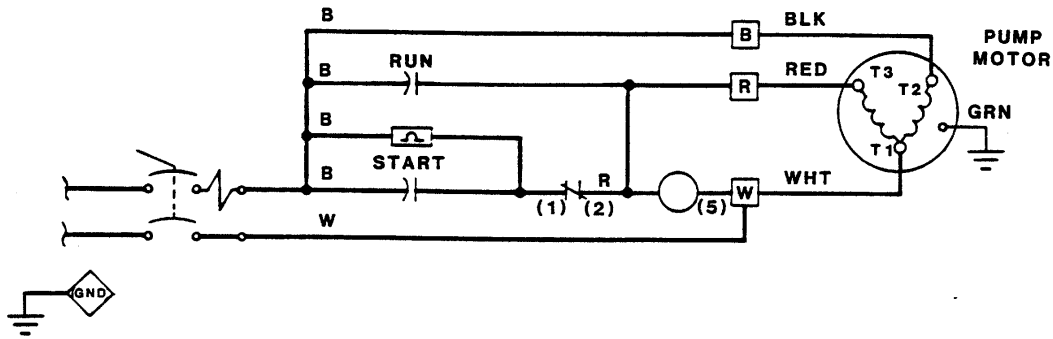 B
B
BLK
PUMP
MOTOR
RUN
B
R
RED
T3
T2
GRN
B
START
T1
B
R
W
WHT
(1)
(2)
(5)
W
GND